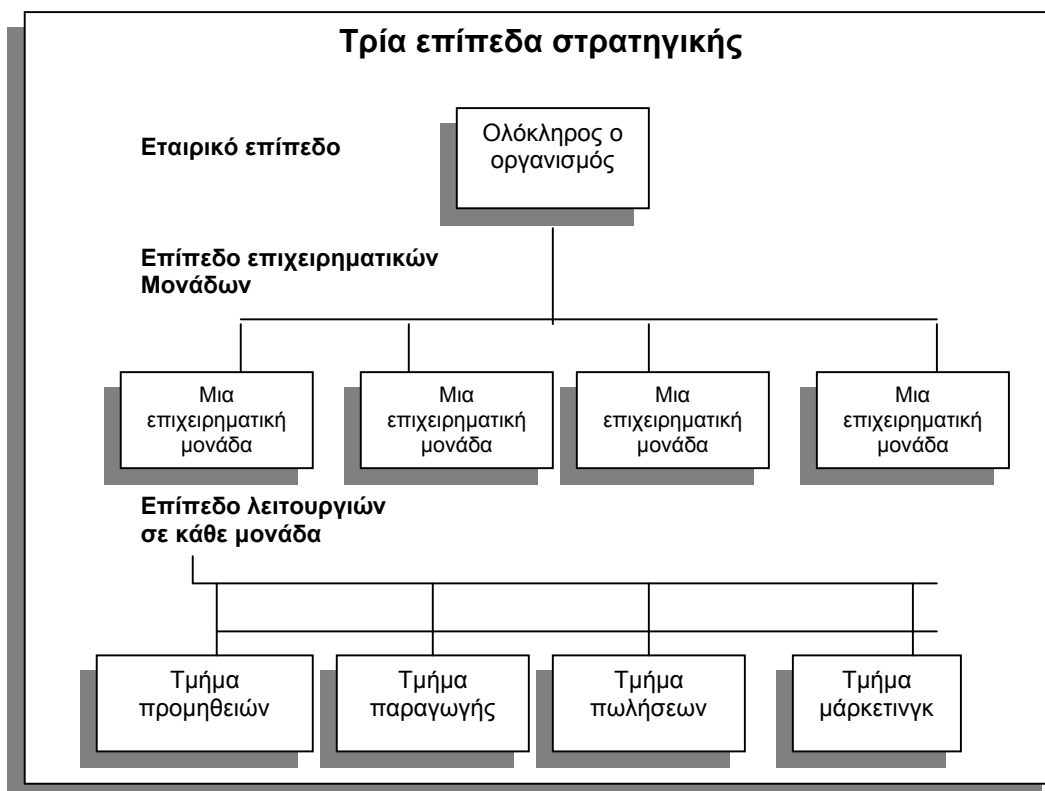 Τρία επίπεδα στρατηγικής
Εταιρικό επίπεδο
Ολόκληρος ο
οργανισμός
Επίπεδο επιχειρηματικών
Μονάδων
Μια
επιχειρηματική
μονάδα
Μια
επιχειρηματική
μονάδα
Μια
επιχειρηματική
μονάδα
Μια
επιχειρηματική
μονάδα
Επίπεδο λειτουργιών
σε κάθε μονάδα
Τμήμα
προμηθειών
Τμήμα
παραγωγής
Τμήμα
πωλήσεων
Τμήμα
μάρκετινγκ